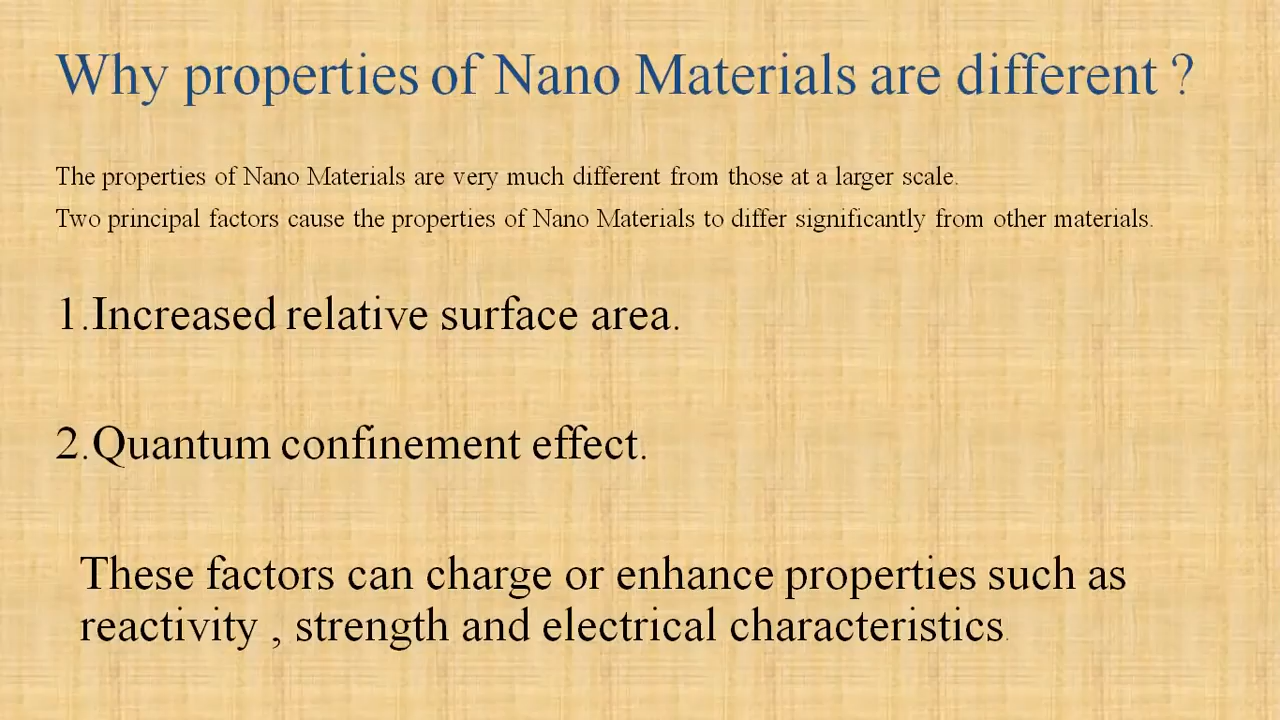 Why properties of Nano Materials are different ?
The properties of Nano Materials are very much different from those at a larger scale.
Two principal factors cause the properties of Nano Materials to differ significantly from other materials.
1.Increased relative surface area.
2.Quantum confinement effect.
These factors can charge or enhance properties such as
reactivity , strength and electrical characteristics.